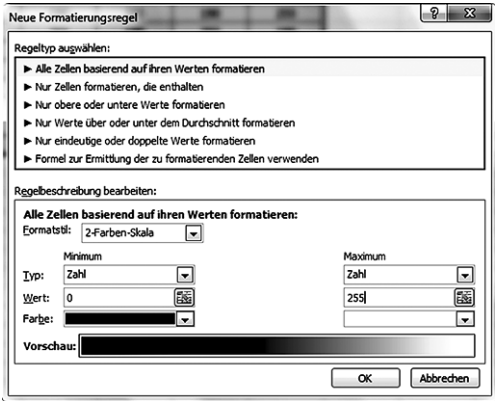 Neue Formatierungsregel
Regeltyp auswählen:
► Alle Zellen basierend auf ihren Werten formatieren
► Nur Zellen formatieren, die enthalten
► Nur obere oder untere Werte formatieren
► Nur Werte über oder unter dem Durchschnitt formatieren
► Nur eindeutige oder doppelte Werte formatieren
► Formel zur Ermittlung der zu formatierenden Zellen verwenden
Regelbeschreibung bearbeiten:
Alle Zellen basierend auf ihren Werten formatieren:
Formatstil: 2-Farben-Skala
Minimum Maximum
Typ: Zahl Zahl
Wert: 0 255
Farbe:
Vorschau:
OK Abbrechen